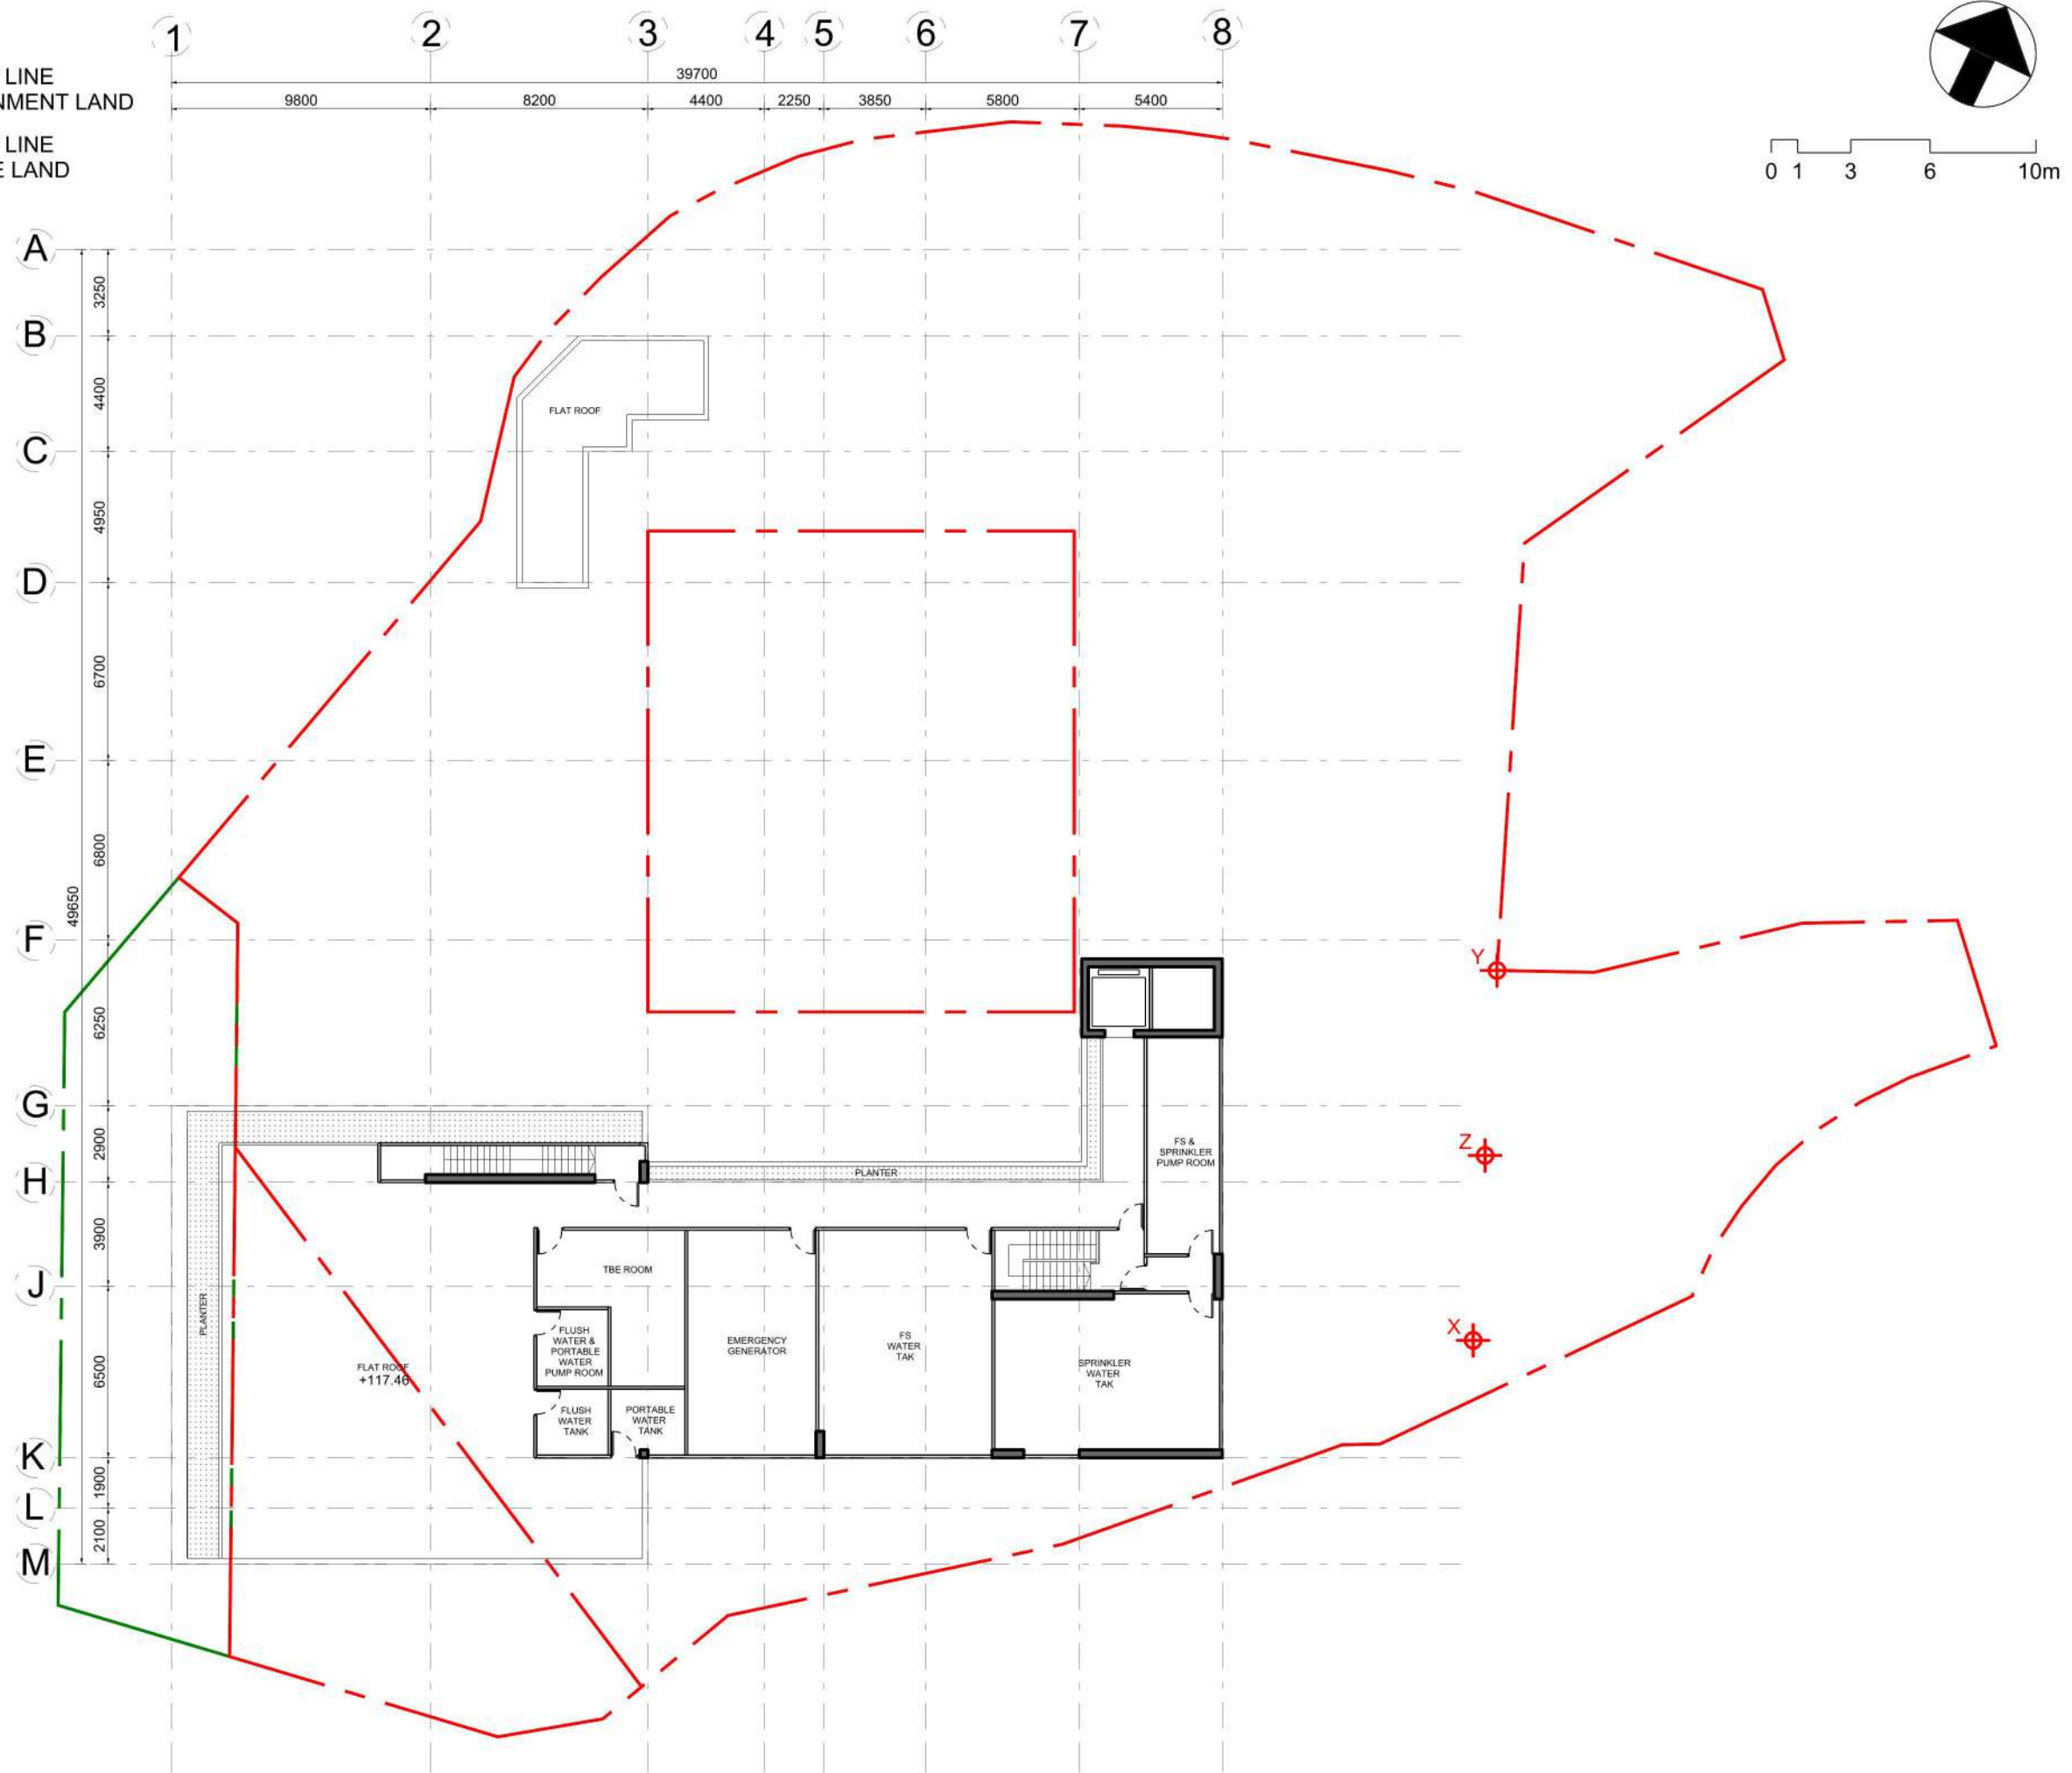 1 2 3 4 5 6 7 8
LINE
39700
NMENT LAND
9800 8200 4400 2250 3850 5800 5400
LINE
LAND
0 1 3 6 10m
A
3250
B
4400
FLAT ROOF
C
4950
D
6700
E
6800
49650
F
Y
6250
G
2900
FS &
SPRINKLER
PUMP ROOM
Z
PLANTER
H
3900
TBE ROOM
J
PLANTER
X
FLUSH
WATER &
PORTABLE
WATER
PUMP ROOM
EMERGENCY
GENERATOR
FS
WATER
TAK
SPRINKLER
WATER
TAK
FLAT ROOF
+117.46
6500
FLUSH
WATER
TANK
PORTABLE
WATER
TANK
K
1900
L
2100
M